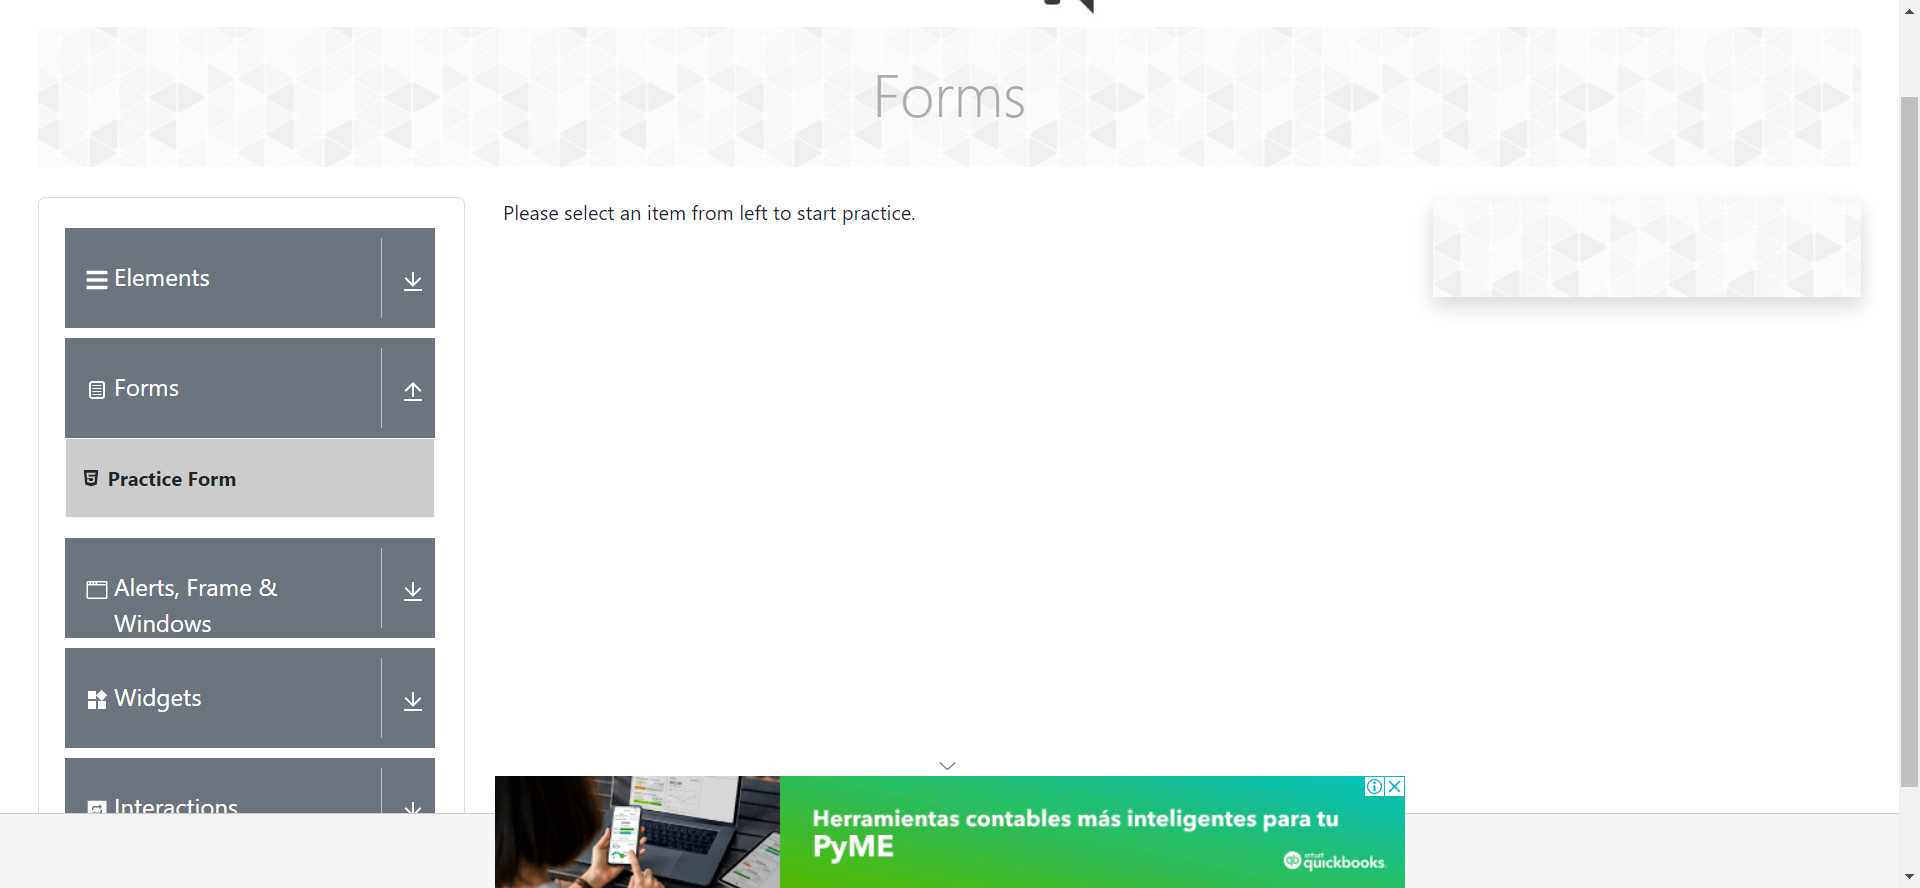 Forms
Please select an item from left to start practice.
Elements
Forms
Practice Form
Alerts, Frame &
Windows
Widgets
Interactions
Herramientas contables más inteligentes para tu
PyME
intuit
quickbooks.